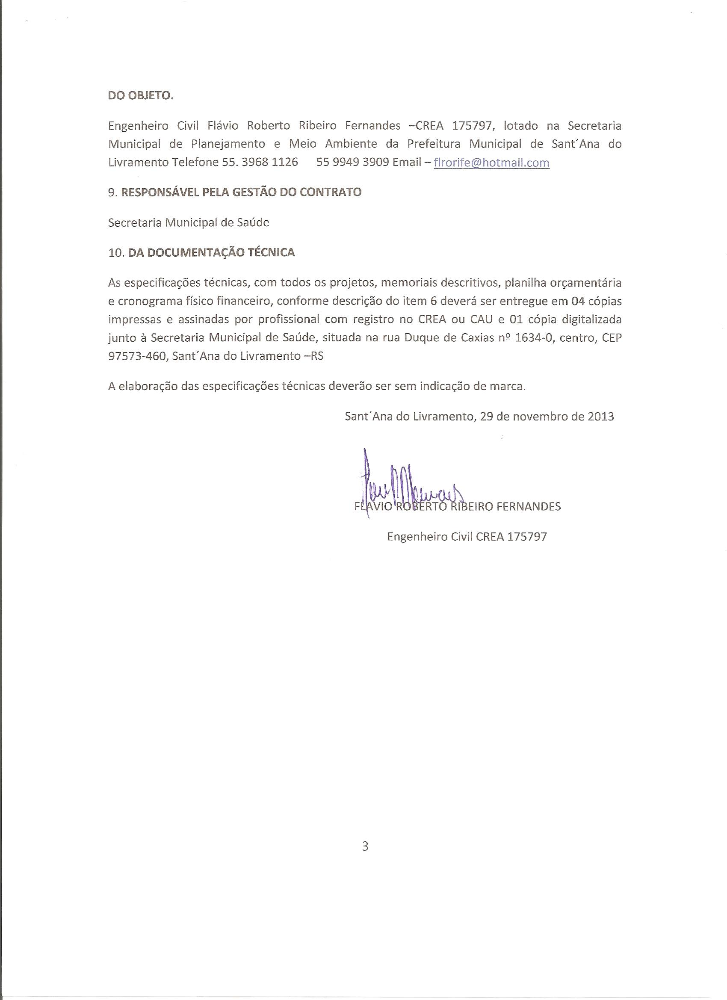 DO OBJETO.
Engenheiro Civil Flávio Roberto Ribeiro Fernandes –CREA 175797, lotado na Secretaria
Municipal de Planejamento e Meio Ambiente da Prefeitura Municipal de Sant´Ana do
Livramento Telefone 55. 3968 1126 55 9949 3909 Email – flrorife@hotmail.com
9. RESPONSÁVEL PELA GESTÃO DO CONTRATO
Secretaria Municipal de Saúde
10. DA DOCUMENTAÇÃO TÉCNICA
As especificações técnicas, com todos os projetos, memoriais descritivos, planilha orçamentária
e cronograma físico financeiro, conforme descrição do item 6 deverá ser entregue em 04 cópias
impressas e assinadas por profissional com registro no CREA ou CAU e 01 cópia digitalizada
junto à Secretaria Municipal de Saúde, situada na rua Duque de Caxias nº 1634-0, centro, CEP
97573-460, Sant´Ana do Livramento –RS
A elaboração das especificações técnicas deverão ser sem indicação de marca.
Sant´Ana do Livramento, 29 de novembro de 2013
FLÁVIO ROBERTO RIBEIRO FERNANDES
Engenheiro Civil CREA 175797
3